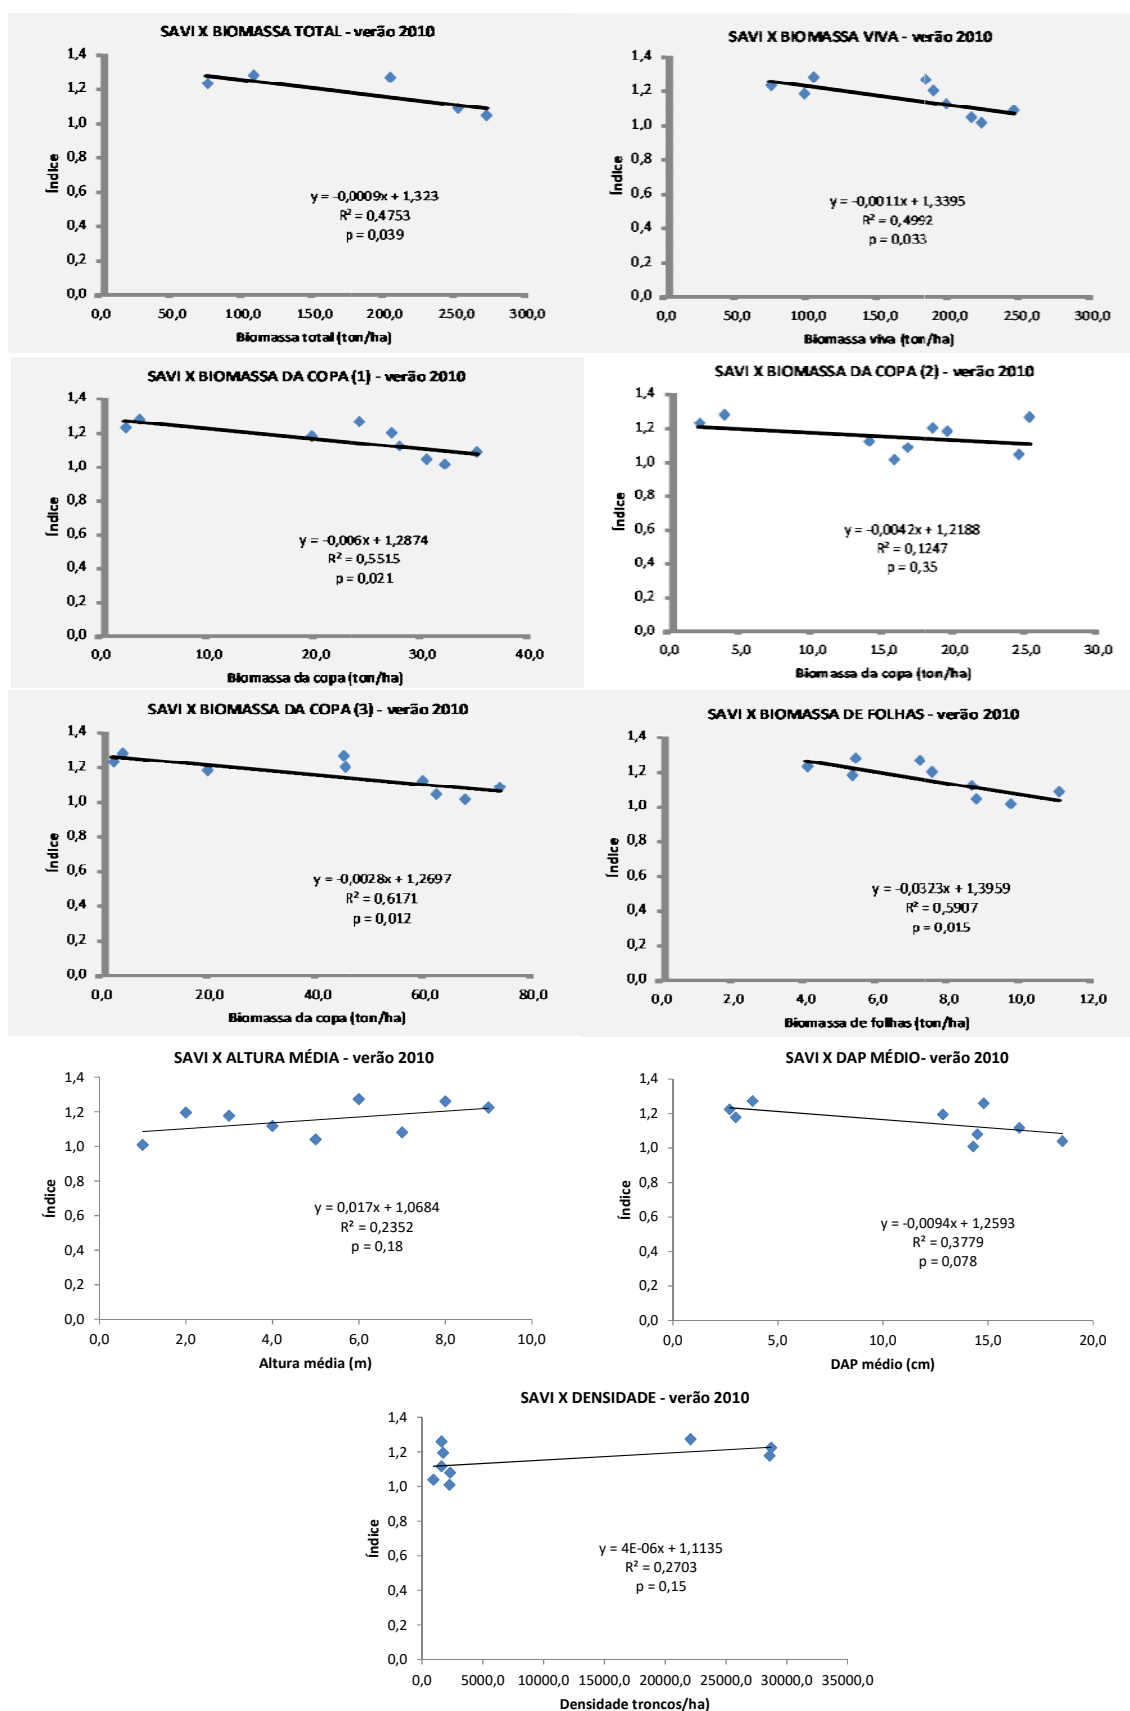 SAVI X BIOMASSA TOTAL - verão 2010
1,4
1,2
1,0
0,8
0,6
0,4
0,2
0,0
Índice
y = -0,0009x + 1,323
R² = 0,4753
p = 0,039
0,0 50,0 100,0 150,0 200,0 250,0 300,0
Biomassa total (ton/ha)
SAVI X BIOMASSA VIVA - verão 2010
1,4
1,2
1,0
0,8
0,6
0,4
0,2
0,0
Índice
y = -0,0011x + 1,3395
R² = 0,4992
p = 0,033
0,0 50,0 100,0 150,0 200,0 250,0 300,0
Biomassa viva (ton/ha)
SAVI X BIOMASSA DA COPA (1) - verão 2010
1,4
1,2
1,0
0,8
0,6
0,4
0,2
0,0
Índice
y = -0,006x + 1,2874
R² = 0,5515
p = 0,021
0,0 10,0 20,0 30,0 40,0
Biomassa da copa (ton/ha)
SAVI X BIOMASSA DA COPA (2) - verão 2010
1,4
1,2
1,0
0,8
0,6
0,4
0,2
0,0
Índice
y = -0,0042x + 1,2188
R² = 0,1247
p = 0,35
0,0 5,0 10,0 15,0 20,0 25,0 30,0
Biomassa da copa (ton/ha)
SAVI X BIOMASSA DA COPA (3) - verão 2010
1,4
1,2
1,0
0,8
0,6
0,4
0,2
0,0
Índice
y = -0,0028x + 1,2697
R² = 0,6171
p = 0,012
0,0 20,0 40,0 60,0 80,0
Biomassa da copa (ton/ha)
SAVI X BIOMASSA DE FOLHAS - verão 2010
1,4
1,2
1,0
0,8
0,6
0,4
0,2
0,0
Índice
y = -0,0323x + 1,3959
R² = 0,5907
p = 0,015
0,0 2,0 4,0 6,0 8,0 10,0 12,0
Biomassa de folhas (ton/ha)
SAVI X ALTURA MÉDIA - verão 2010
1,4
1,2
1,0
0,8
0,6
0,4
0,2
0,0
Índice
y = 0,017x + 1,0684
R² = 0,2352
p = 0,18
0,0 2,0 4,0 6,0 8,0 10,0
Altura média (m)
SAVI X DAP MÉDIO- verão 2010
1,4
1,2
1,0
0,8
0,6
0,4
0,2
0,0
Índice
y = -0,0094x + 1,2593
R² = 0,3779
p = 0,078
0,0 5,0 10,0 15,0 20,0
DAP médio (cm)
SAVI X DENSIDADE - verão 2010
1,4
1,2
1,0
0,8
0,6
0,4
0,2
0,0
Índice
y = 4E-06x + 1,1135
R² = 0,2703
p = 0,15
0,0 5000,0 10000,0 15000,0 20000,0 25000,0 30000,0 35000,0
Densidade troncos/ha)